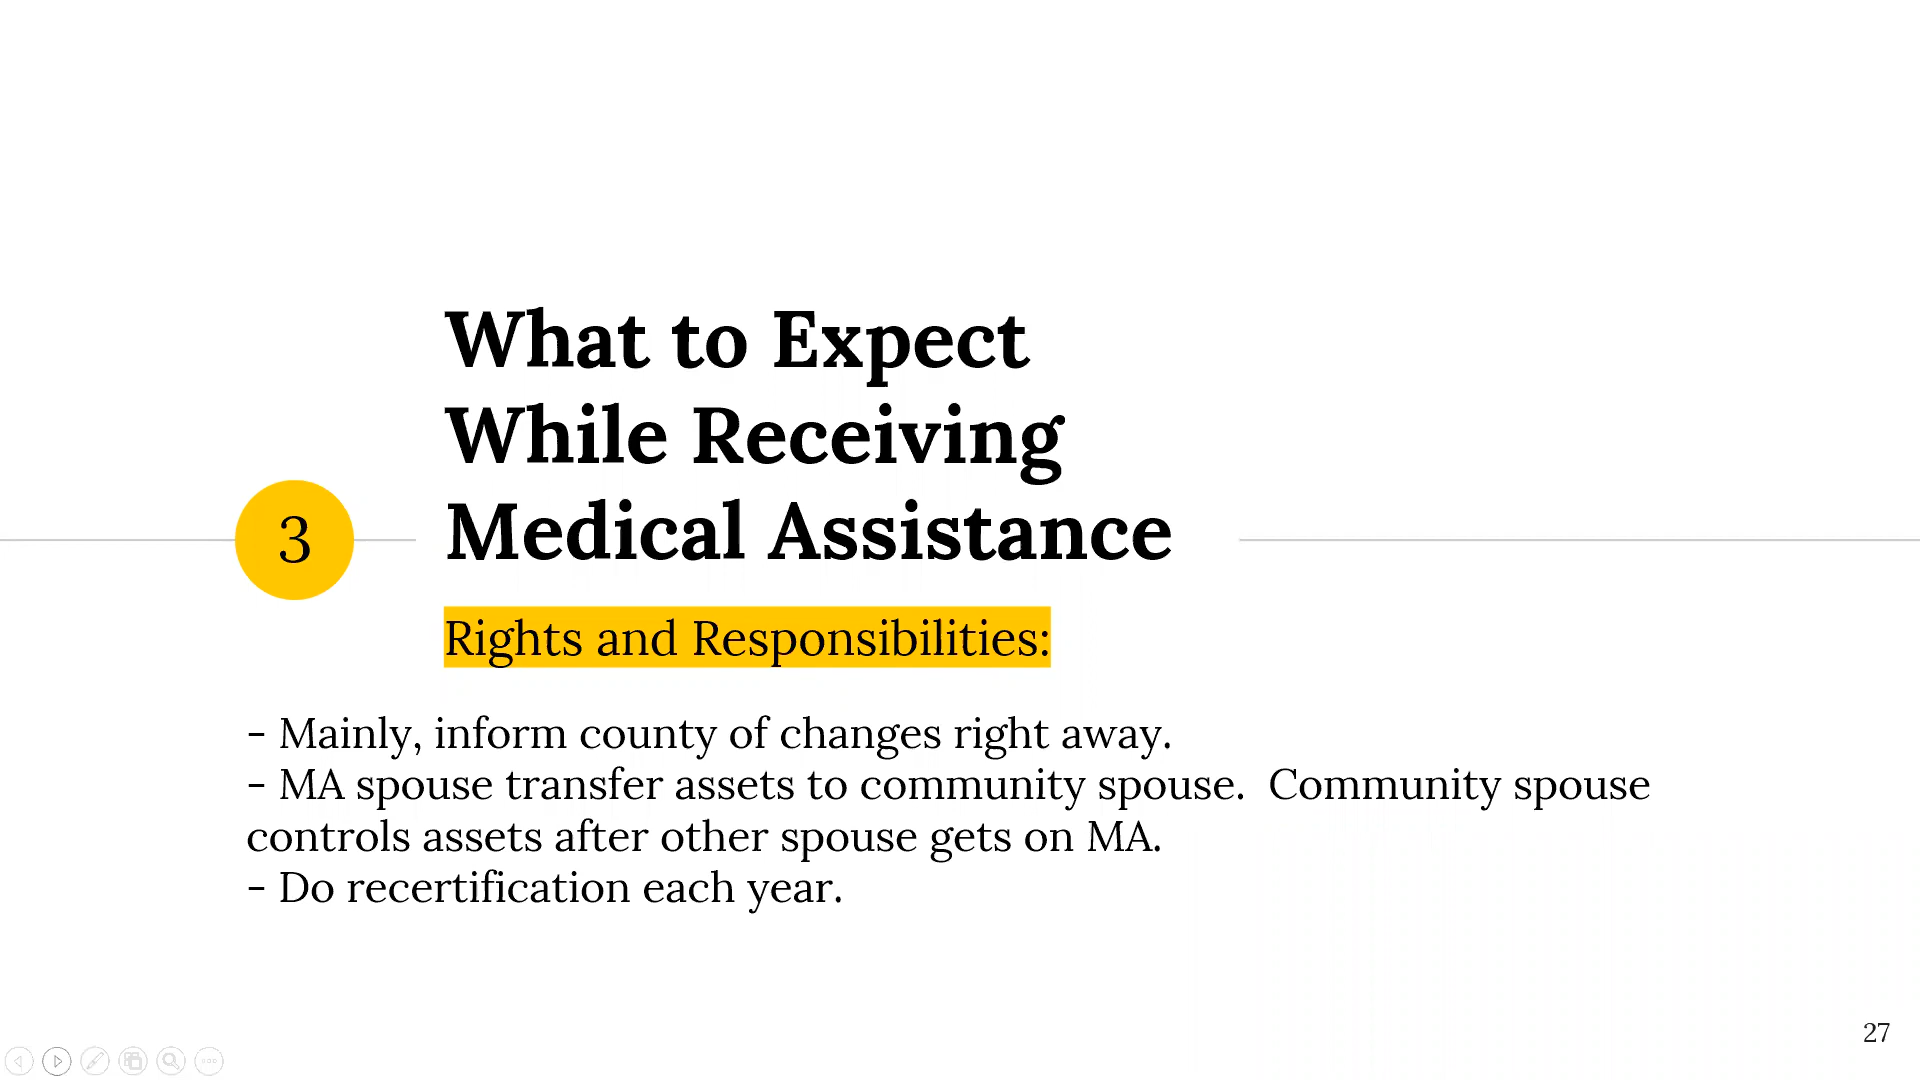 What to Expect
While Receiving
Medical Assistance
3
Rights and Responsibilities:
- Mainly, inform county of changes right away.
- MA spouse transfer assets to community spouse.  Community spouse
controls assets after other spouse gets on MA.
- Do recertification each year.
27